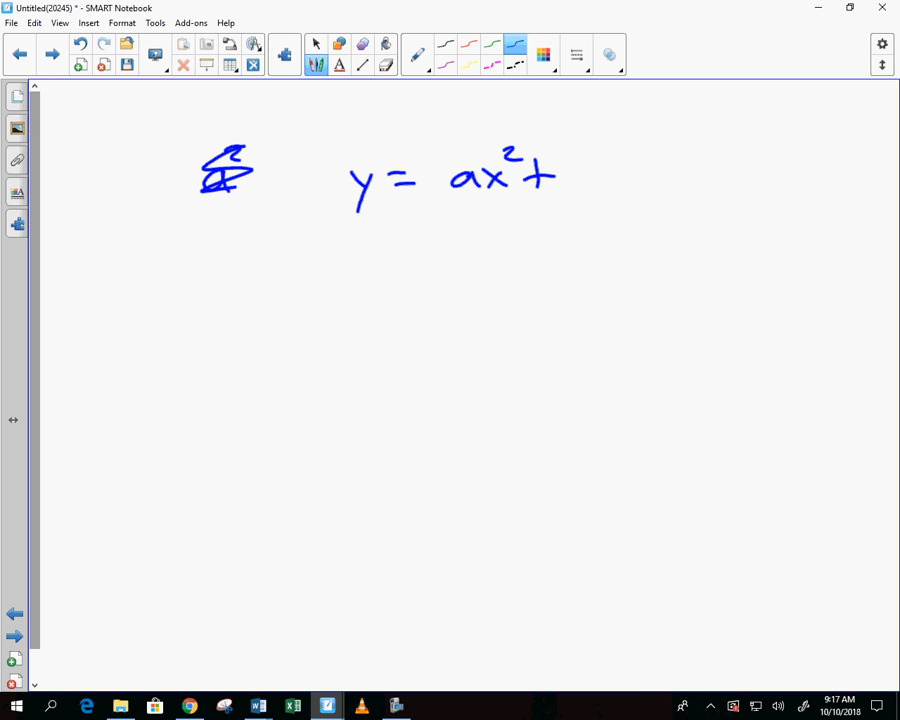 Untitled(20245) * - SMART Notebook
File Edit View Insert Format Tools Add-ons Help
y = ax²+
9:17 AM
10/10/2018